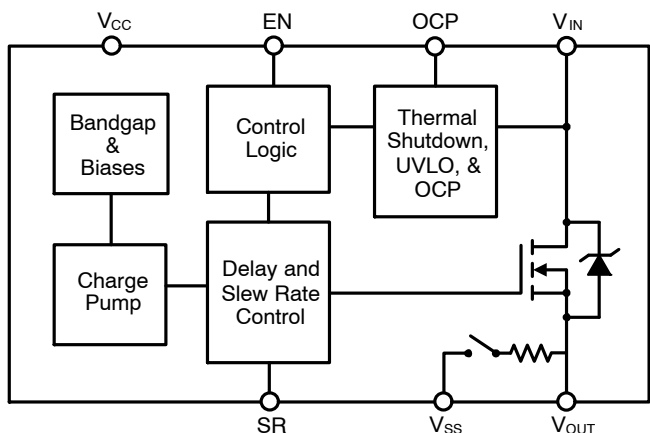 VCC
EN
OCP
VIN
Bandgap
&
Biases
Control
Logic
Thermal
Shutdown,
UVLO, &
OCP
Charge
Pump
Delay and
Slew Rate
Control
SR
VSS
VOUT